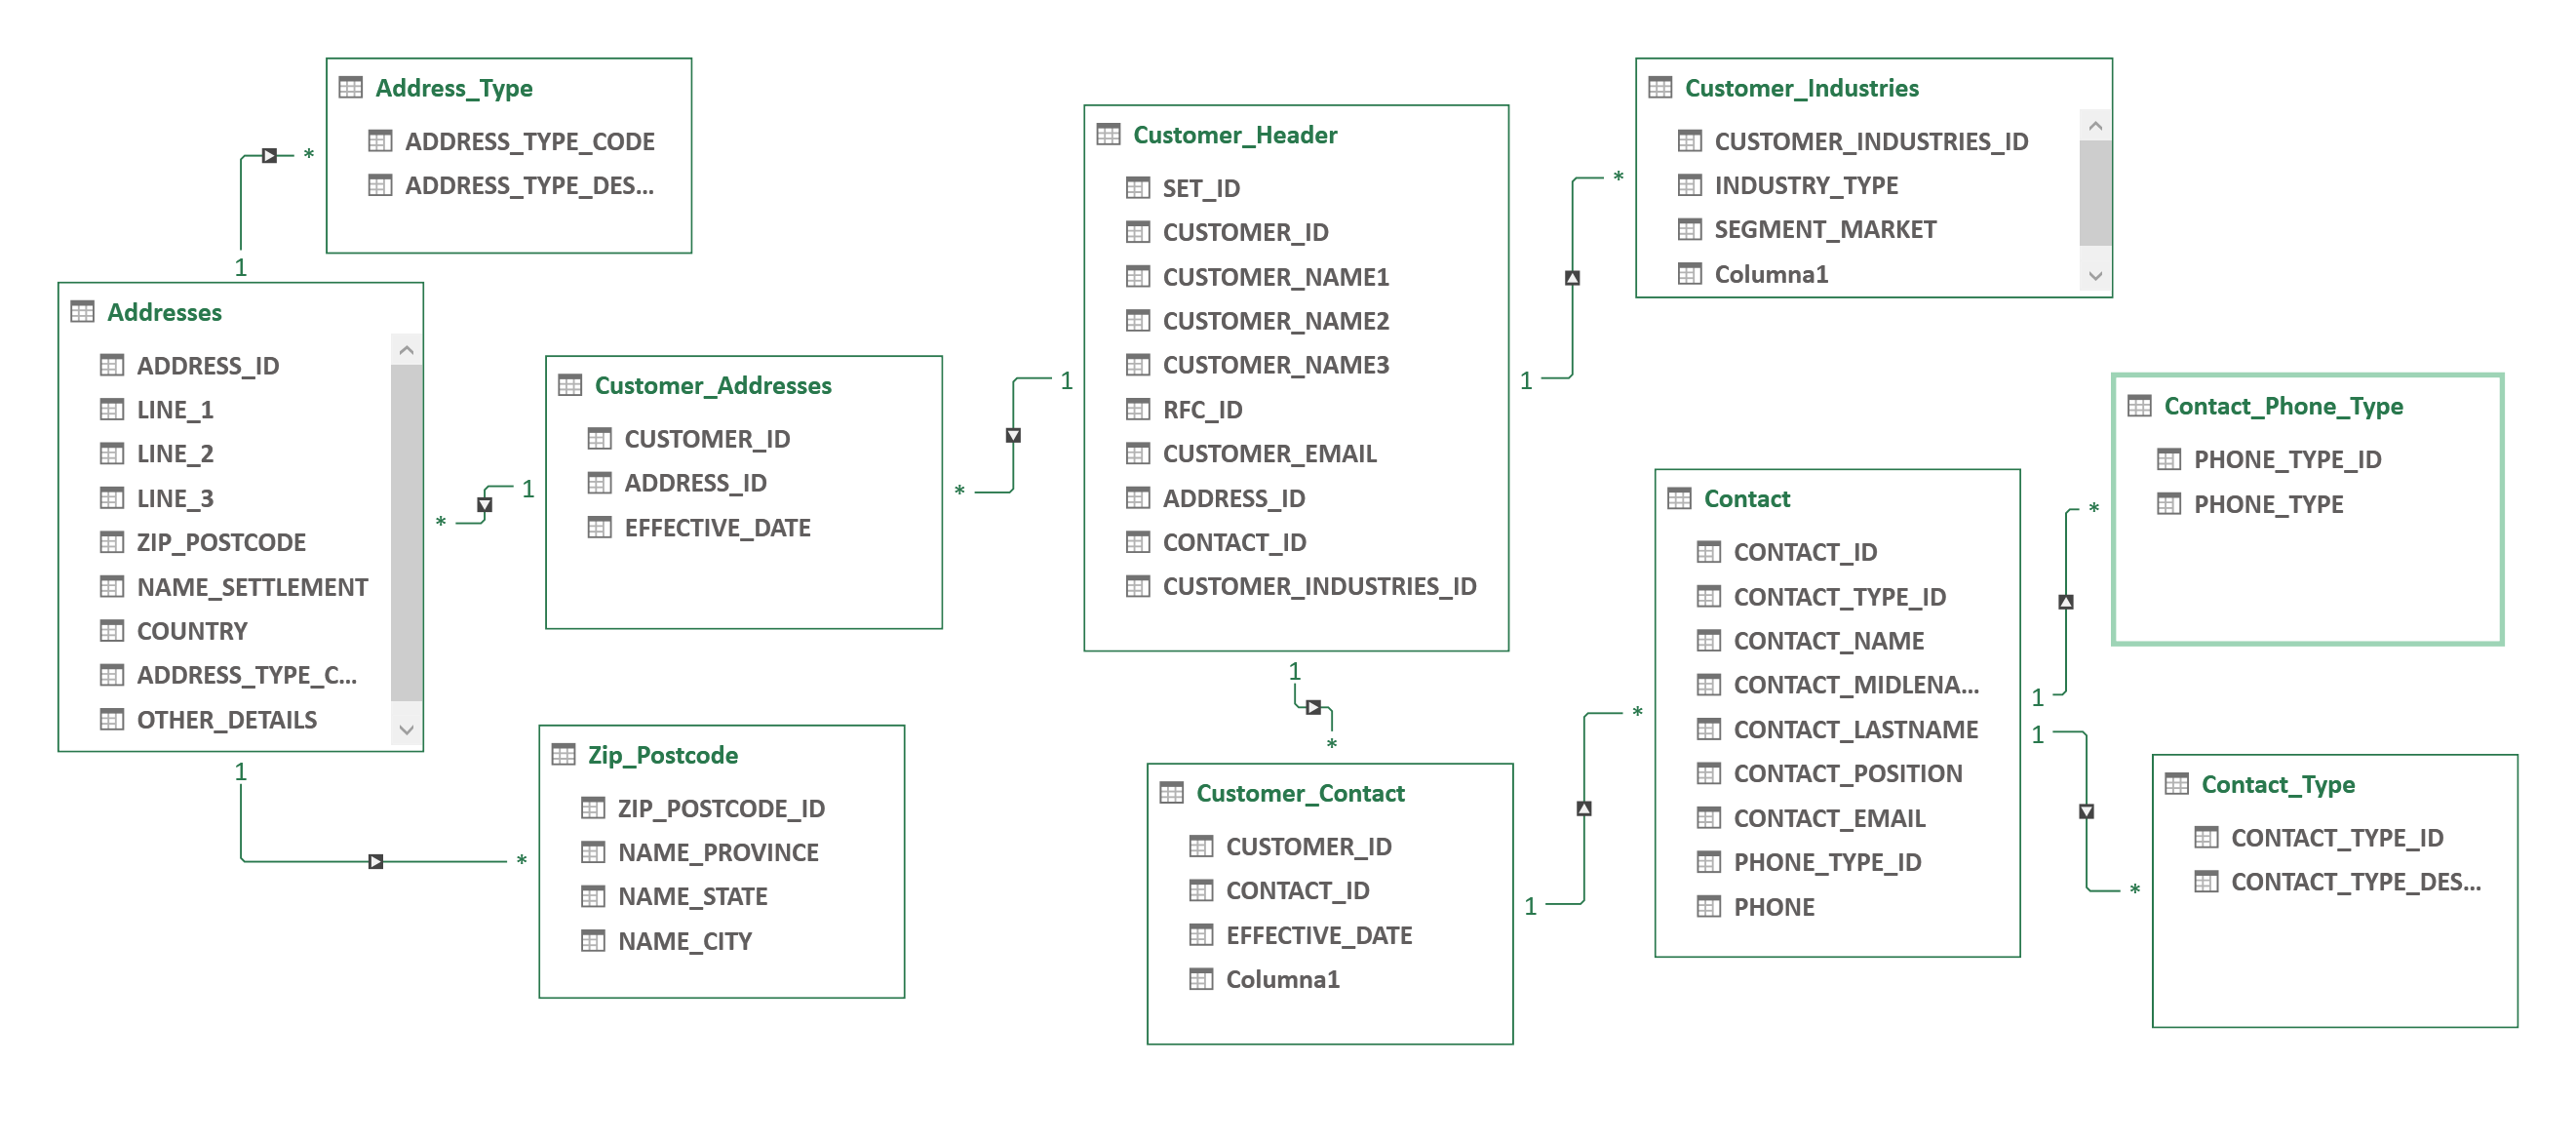 Address_Type
ADDRESS_TYPE_CODE
ADDRESS_TYPE_DES...
*
1
Addresses
ADDRESS_ID
LINE_1
LINE_2
LINE_3
ZIP_POSTCODE
NAME_SETTLEMENT
COUNTRY
ADDRESS_TYPE_C...
OTHER_DETAILS
*
1
1
Customer_Addresses
CUSTOMER_ID
ADDRESS_ID
EFFECTIVE_DATE
*
1
Zip_Postcode
ZIP_POSTCODE_ID
NAME_PROVINCE
NAME_STATE
NAME_CITY
*
Customer_Header
SET_ID
CUSTOMER_ID
CUSTOMER_NAME1
CUSTOMER_NAME2
CUSTOMER_NAME3
RFC_ID
CUSTOMER_EMAIL
ADDRESS_ID
CONTACT_ID
CUSTOMER_INDUSTRIES_ID
1
1
*
Customer_Industries
CUSTOMER_INDUSTRIES_ID
INDUSTRY_TYPE
SEGMENT_MARKET
Columna1
*
Customer_Contact
CUSTOMER_ID
CONTACT_ID
EFFECTIVE_DATE
Columna1
1
*
Contact
CONTACT_ID
CONTACT_TYPE_ID
CONTACT_NAME
CONTACT_MIDLENA...
CONTACT_LASTNAME
CONTACT_POSITION
CONTACT_EMAIL
PHONE_TYPE_ID
PHONE
1
1
*
Contact_Phone_Type
PHONE_TYPE_ID
PHONE_TYPE
*
Contact_Type
CONTACT_TYPE_ID
CONTACT_TYPE_DES...